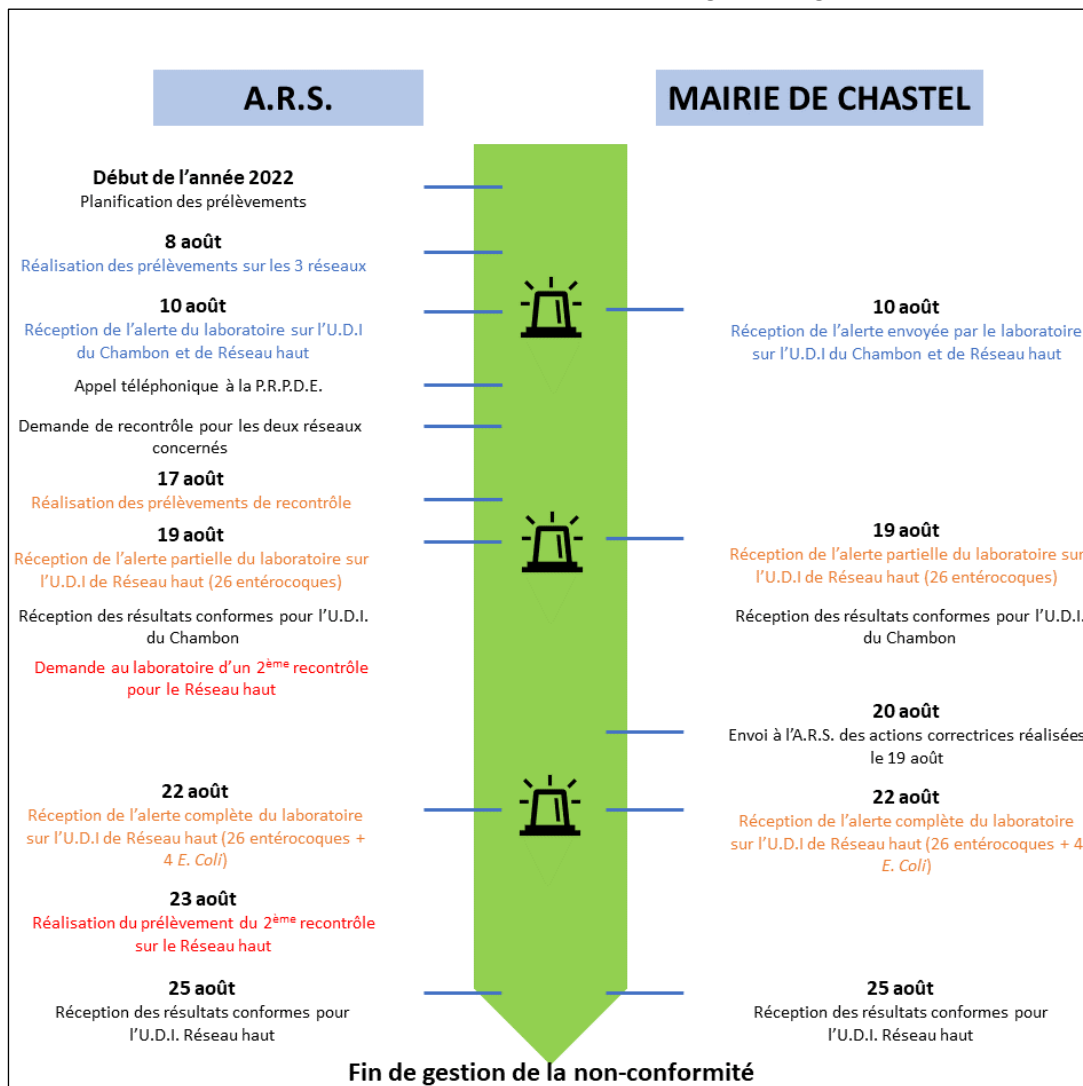 A.R.S.
MAIRIE DE CHASTEL
Début de l'année 2022
Planification des prélèvements
8 août
Réalisation des prélèvements sur les 3 réseaux
10 août
Réception de l'alerte du laboratoire sur l'U.D.I
du Chambon et de Réseau haut
10 août
Réception de l'alerte envoyée par le laboratoire
sur l'U.D.I du Chambon et de Réseau haut
Appel téléphonique à la P.R.P.D.E.
Demande de recontrôle pour les deux réseaux
concernés
17 août
Réalisation des prélèvements de recontrôle
19 août
Réception de l'alerte partielle du laboratoire sur
l'U.D.I de Réseau haut (26 entérocoques)
19 août
Réception de l'alerte partielle du laboratoire sur
l'U.D.I de Réseau haut (26 entérocoques)
Réception des résultats conformes pour l'U.D.I.
du Chambon
Réception des résultats conformes pour l'U.D.I.
du Chambon
Demande au laboratoire d'un 2ème recontrôle
pour le Réseau haut
20 août
Envoi à l'A.R.S. des actions correctrices réalisées
le 19 août
22 août
Réception de l'alerte complète du laboratoire
sur l'U.D.I de Réseau haut (26 entérocoques +
4 E. Coli)
22 août
Réception de l'alerte complète du laboratoire
sur l'U.D.I de Réseau haut (26 entérocoques + 4
E. Coli)
23 août
Réalisation du prélèvement du 2ème recontrôle
sur le Réseau haut
25 août
Réception des résultats conformes pour
l'U.D.I. Réseau haut
25 août
Réception des résultats conformes pour
l'U.D.I. Réseau haut
Fin de gestion de la non-conformité